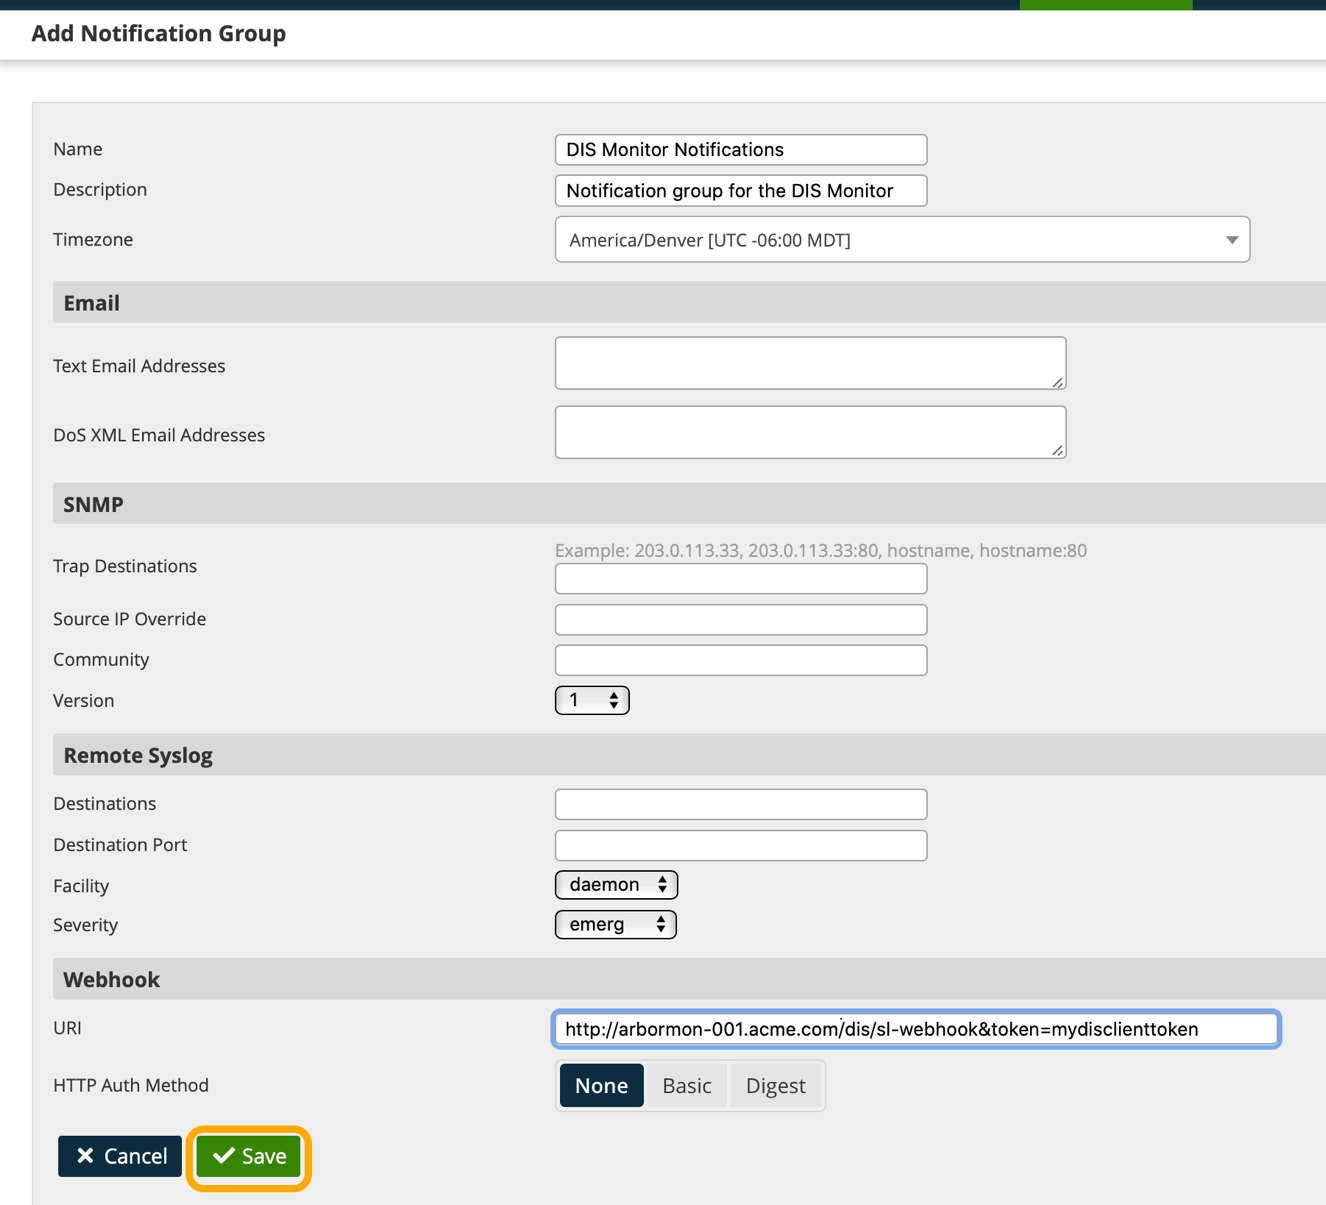 Add Notification Group
Name
DIS Monitor Notifications
Description
Notification group for the DIS Monitor
Timezone
America/Denver [UTC -06:00 MDT]
Email
Text Email Addresses
DoS XML Email Addresses
SNMP
Example: 203.0.113.33, 203.0.113.33:80, hostname, hostname:80
Trap Destinations
Source IP Override
Community
Version
1
Remote Syslog
Destinations
Destination Port
Facility
daemon
Severity
emerg
Webhook
URI
http://arbormon-001.acme.com/dis/sl-webhook&token=mydisclienttoken
HTTP Auth Method
None Basic Digest
Cancel Save